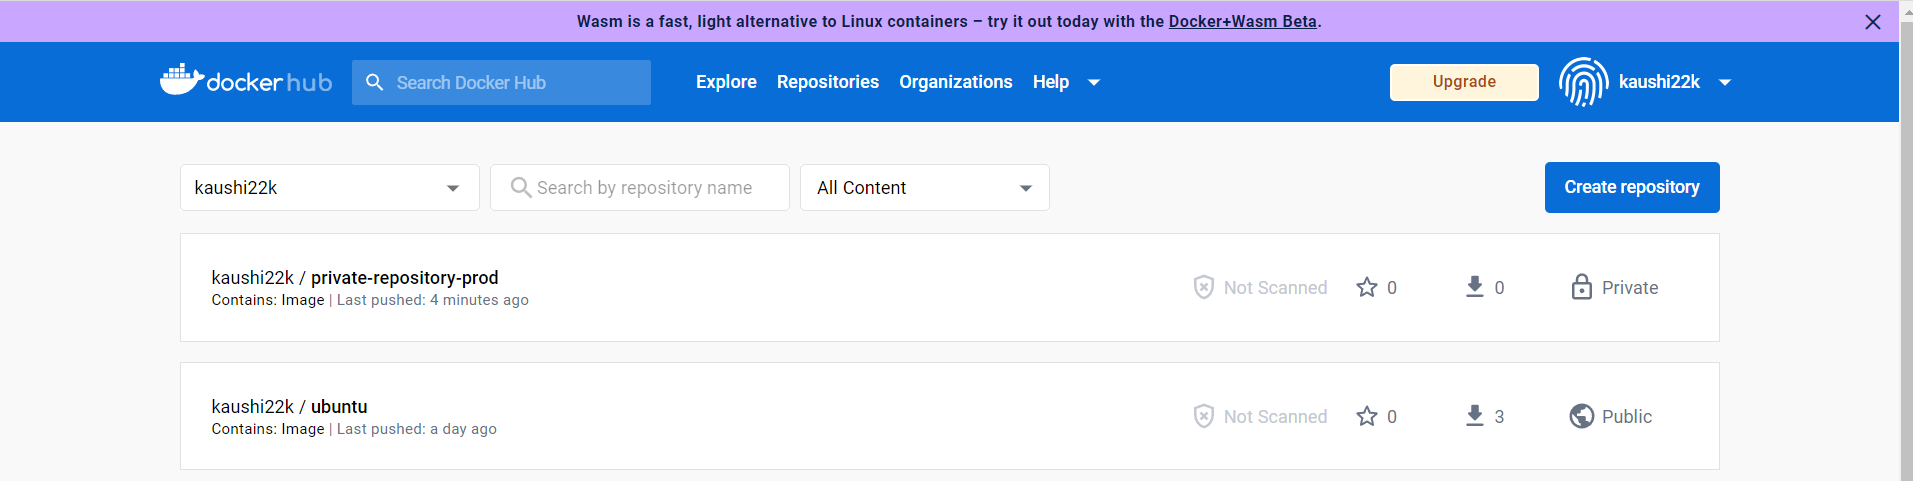 Wasm is a fast, light alternative to Linux containers – try it out today with the Docker+Wasm Beta.
docker hub
Search Docker Hub
Explore Repositories Organizations Help
Upgrade
kaushi22k
kaushi22k
Search by repository name
All Content
Create repository
kaushi22k / private-repository-prod
Contains: Image | Last pushed: 4 minutes ago
Not Scanned 0 0 Private
kaushi22k / ubuntu
Contains: Image | Last pushed: a day ago
Not Scanned 0 3 Public